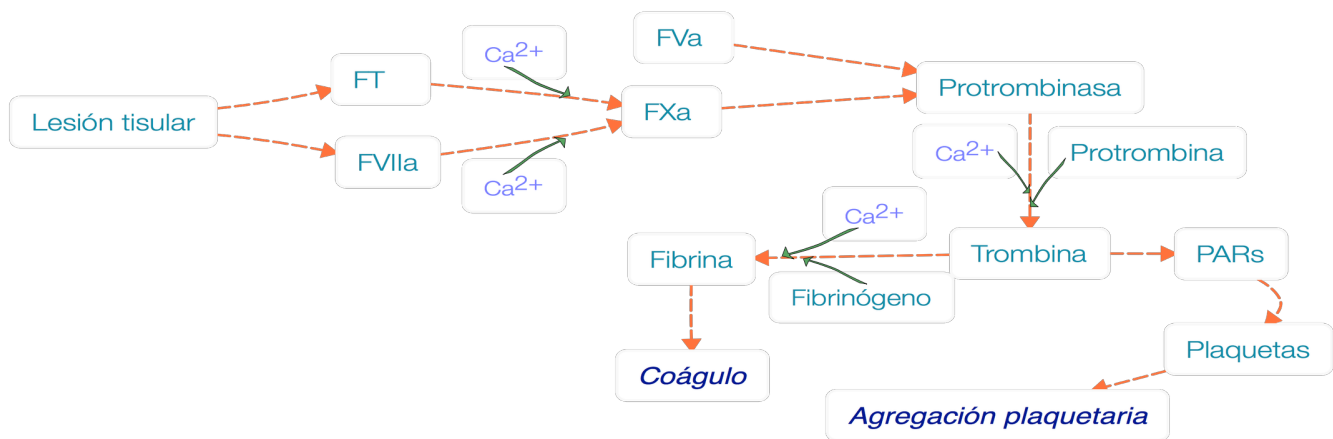 Ca2+
FVa
FT
Protrombinasa
Lesión tisular
FXa
FVIIa
Ca2+
Ca2+
Protrombina
Ca2+
Fibrina
Trombina
PARs
Fibrinógeno
Plaquetas
Coágulo
Agregación plaquetaria